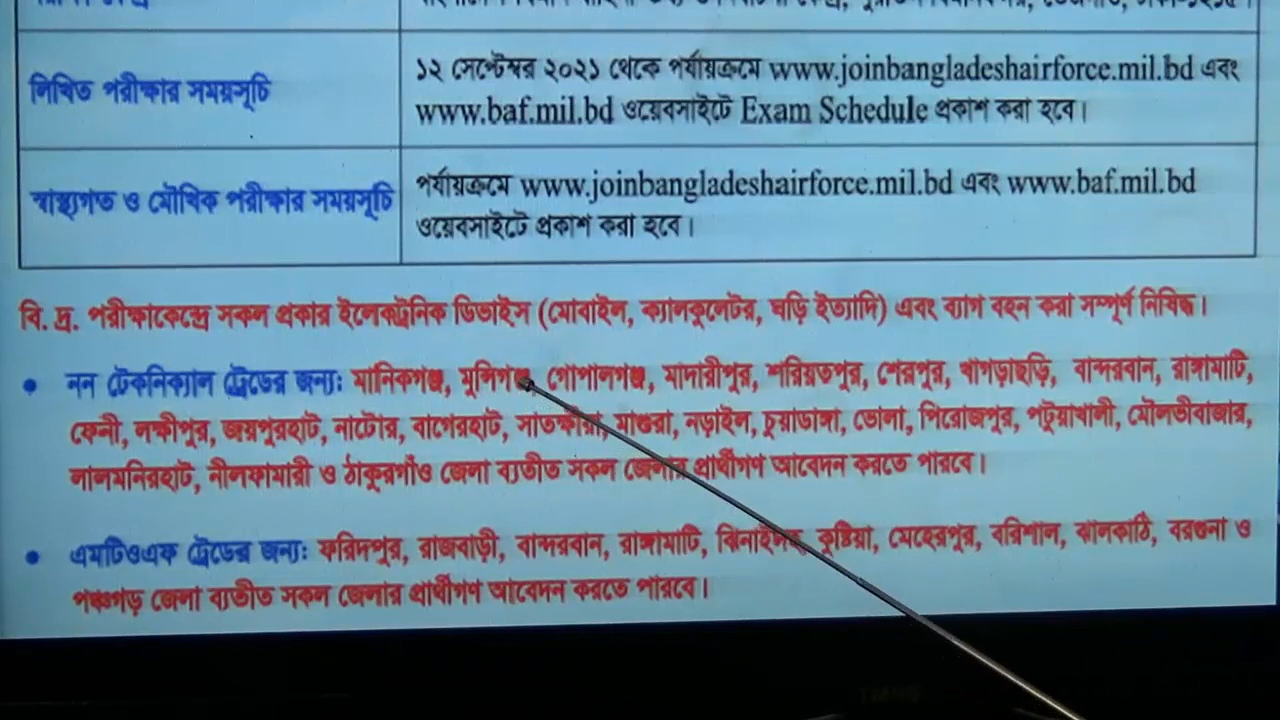 লিখিত পরীক্ষার সময়সূচি
১২ সেপ্টেম্বর ২০২১ থেকে পর্যায়ক্রমে www.joinbangladeshairforce.mil.bd এবং
www.baf.mil.bd ওয়েবসাইটে Exam Schedule প্রকাশ করা হবে।
স্বাস্থ্যগত ও মৌখিক পরীক্ষার সময়সূচি
পর্যায়ক্রমে www.joinbangladeshairforce.mil.bd এবং www.baf.mil.bd
ওয়েবসাইটে প্রকাশ করা হবে।
বি. দ্র. পরীক্ষাকেন্দ্রে সকল প্রকার ইলেকট্রনিক ডিভাইস (মোবাইল, ক্যালকুলেটর, ঘড়ি ইত্যাদি) এবং ব্যাগ বহন করা সম্পূর্ণ নিষিদ্ধ।
• নন টেকনিক্যাল ট্রেডের জন্য: মানিকগঞ্জ, মুন্সিগঞ্জ, গোপালগঞ্জ, মাদারীপুর, শরিয়তপুর, শেরপুর, খাগড়াছড়ি, বান্দরবান, রাঙ্গামাটি,
ফেনী, লক্ষীপুর, জয়পুরহাট, নাটোর, বাগেরহাট, সাতক্ষীরা, মাগুরা, নড়াইল, চুয়াডাঙ্গা, ভোলা, পিরোজপুর, পটুয়াখালী, মৌলভীবাজার,
লালমনিরহাট, নীলফামারী ও ঠাকুরগাঁও জেলা ব্যতীত সকল জেলার প্রার্থীগণ আবেদন করতে পারবে।
• এমটিওএফ ট্রেডের জন্য: ফরিদপুর, রাজবাড়ী, বান্দরবান, রাঙ্গামাটি, ঝিনাইদহ, কুষ্টিয়া, মেহেরপুর, বরিশাল, ঝালকাঠি, বরগুনা ও
পঞ্চগড় জেলা ব্যতীত সকল জেলার প্রার্থীগণ আবেদন করতে পারবে।